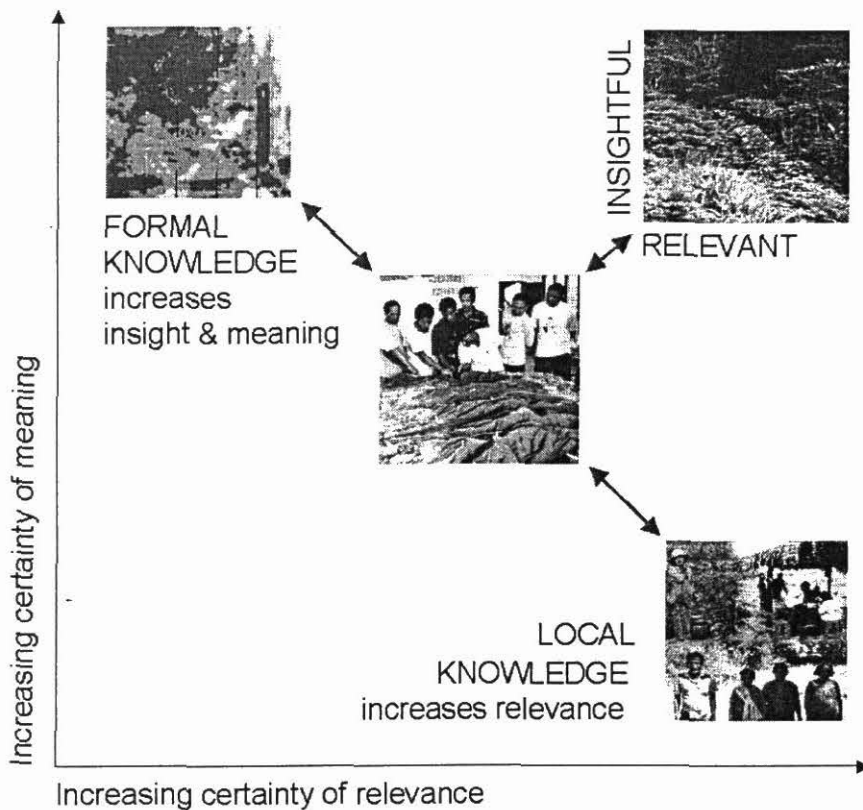 FORMAL
KNOWLEDGE
increases
insight & meaning
INSIGHTFUL
RELEVANT
LOCAL
KNOWLEDGE
increases relevance
Increasing certainty of meaning
Increasing certainty of relevance